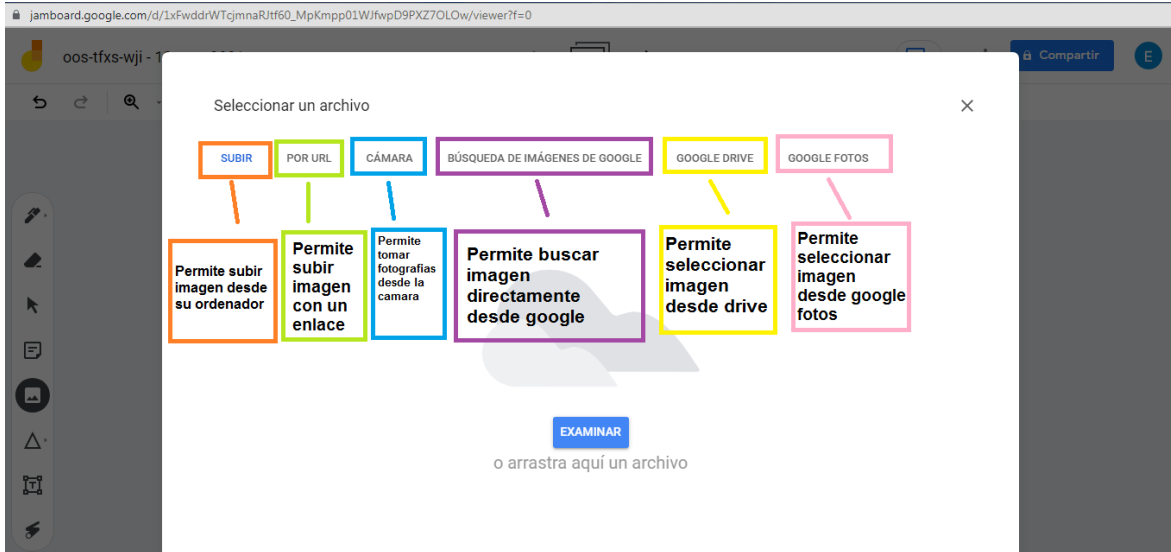 jamboard.google.com/d/1xFwddrWTcjmnaRJtf60_MpKmpp01WJfwpD9PXZ7OLOw/viewer?f=0
oos-tfxs-wji - 1
Compartir
E
Seleccionar un archivo
SUBIR
POR URL
CÁMARA
BÚSQUEDA DE IMÁGENES DE GOOGLE
GOOGLE DRIVE
GOOGLE FOTOS
Permite subir
imagen desde
su ordenador
Permite
subir
imagen
con un
enlace
Permite
tomar
fotografias
desde la
camara
Permite buscar
imagen
directamente
desde google
Permite
seleccionar
imagen
desde drive
Permite
seleccionar
imagen
desde google
fotos
EXAMINAR
o arrastra aquí un archivo